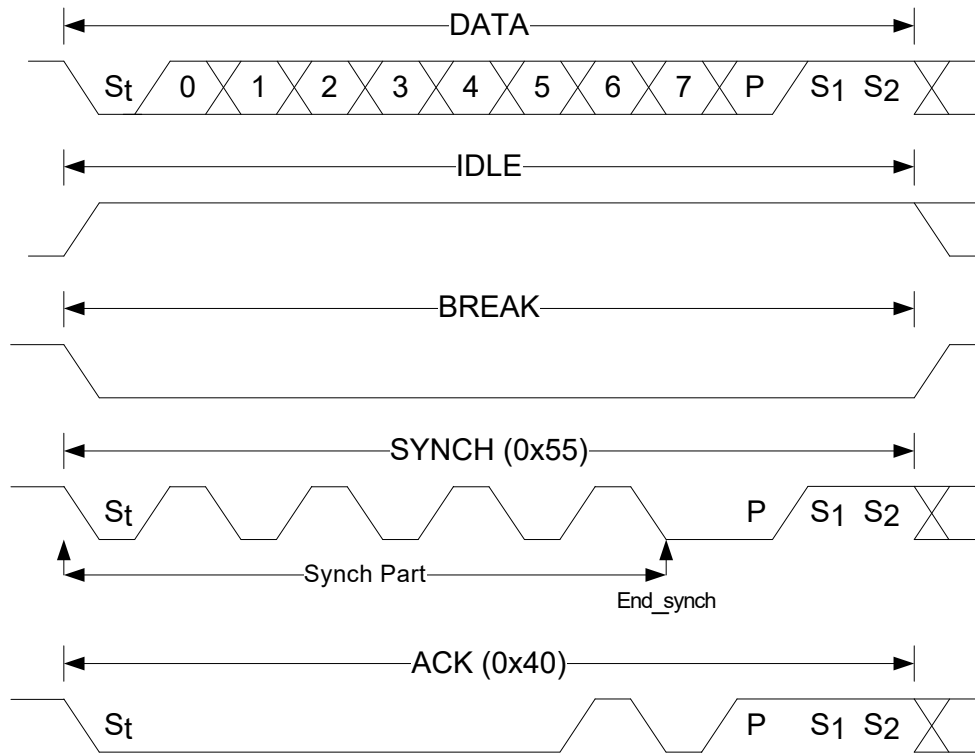 DATA
St 0 1 2 3 4 5 6 7 P S1 S2
IDLE
BREAK
SYNCH (0x55)
St P S1 S2
Synch Part
End_synch
ACK (0x40)
St P S1 S2